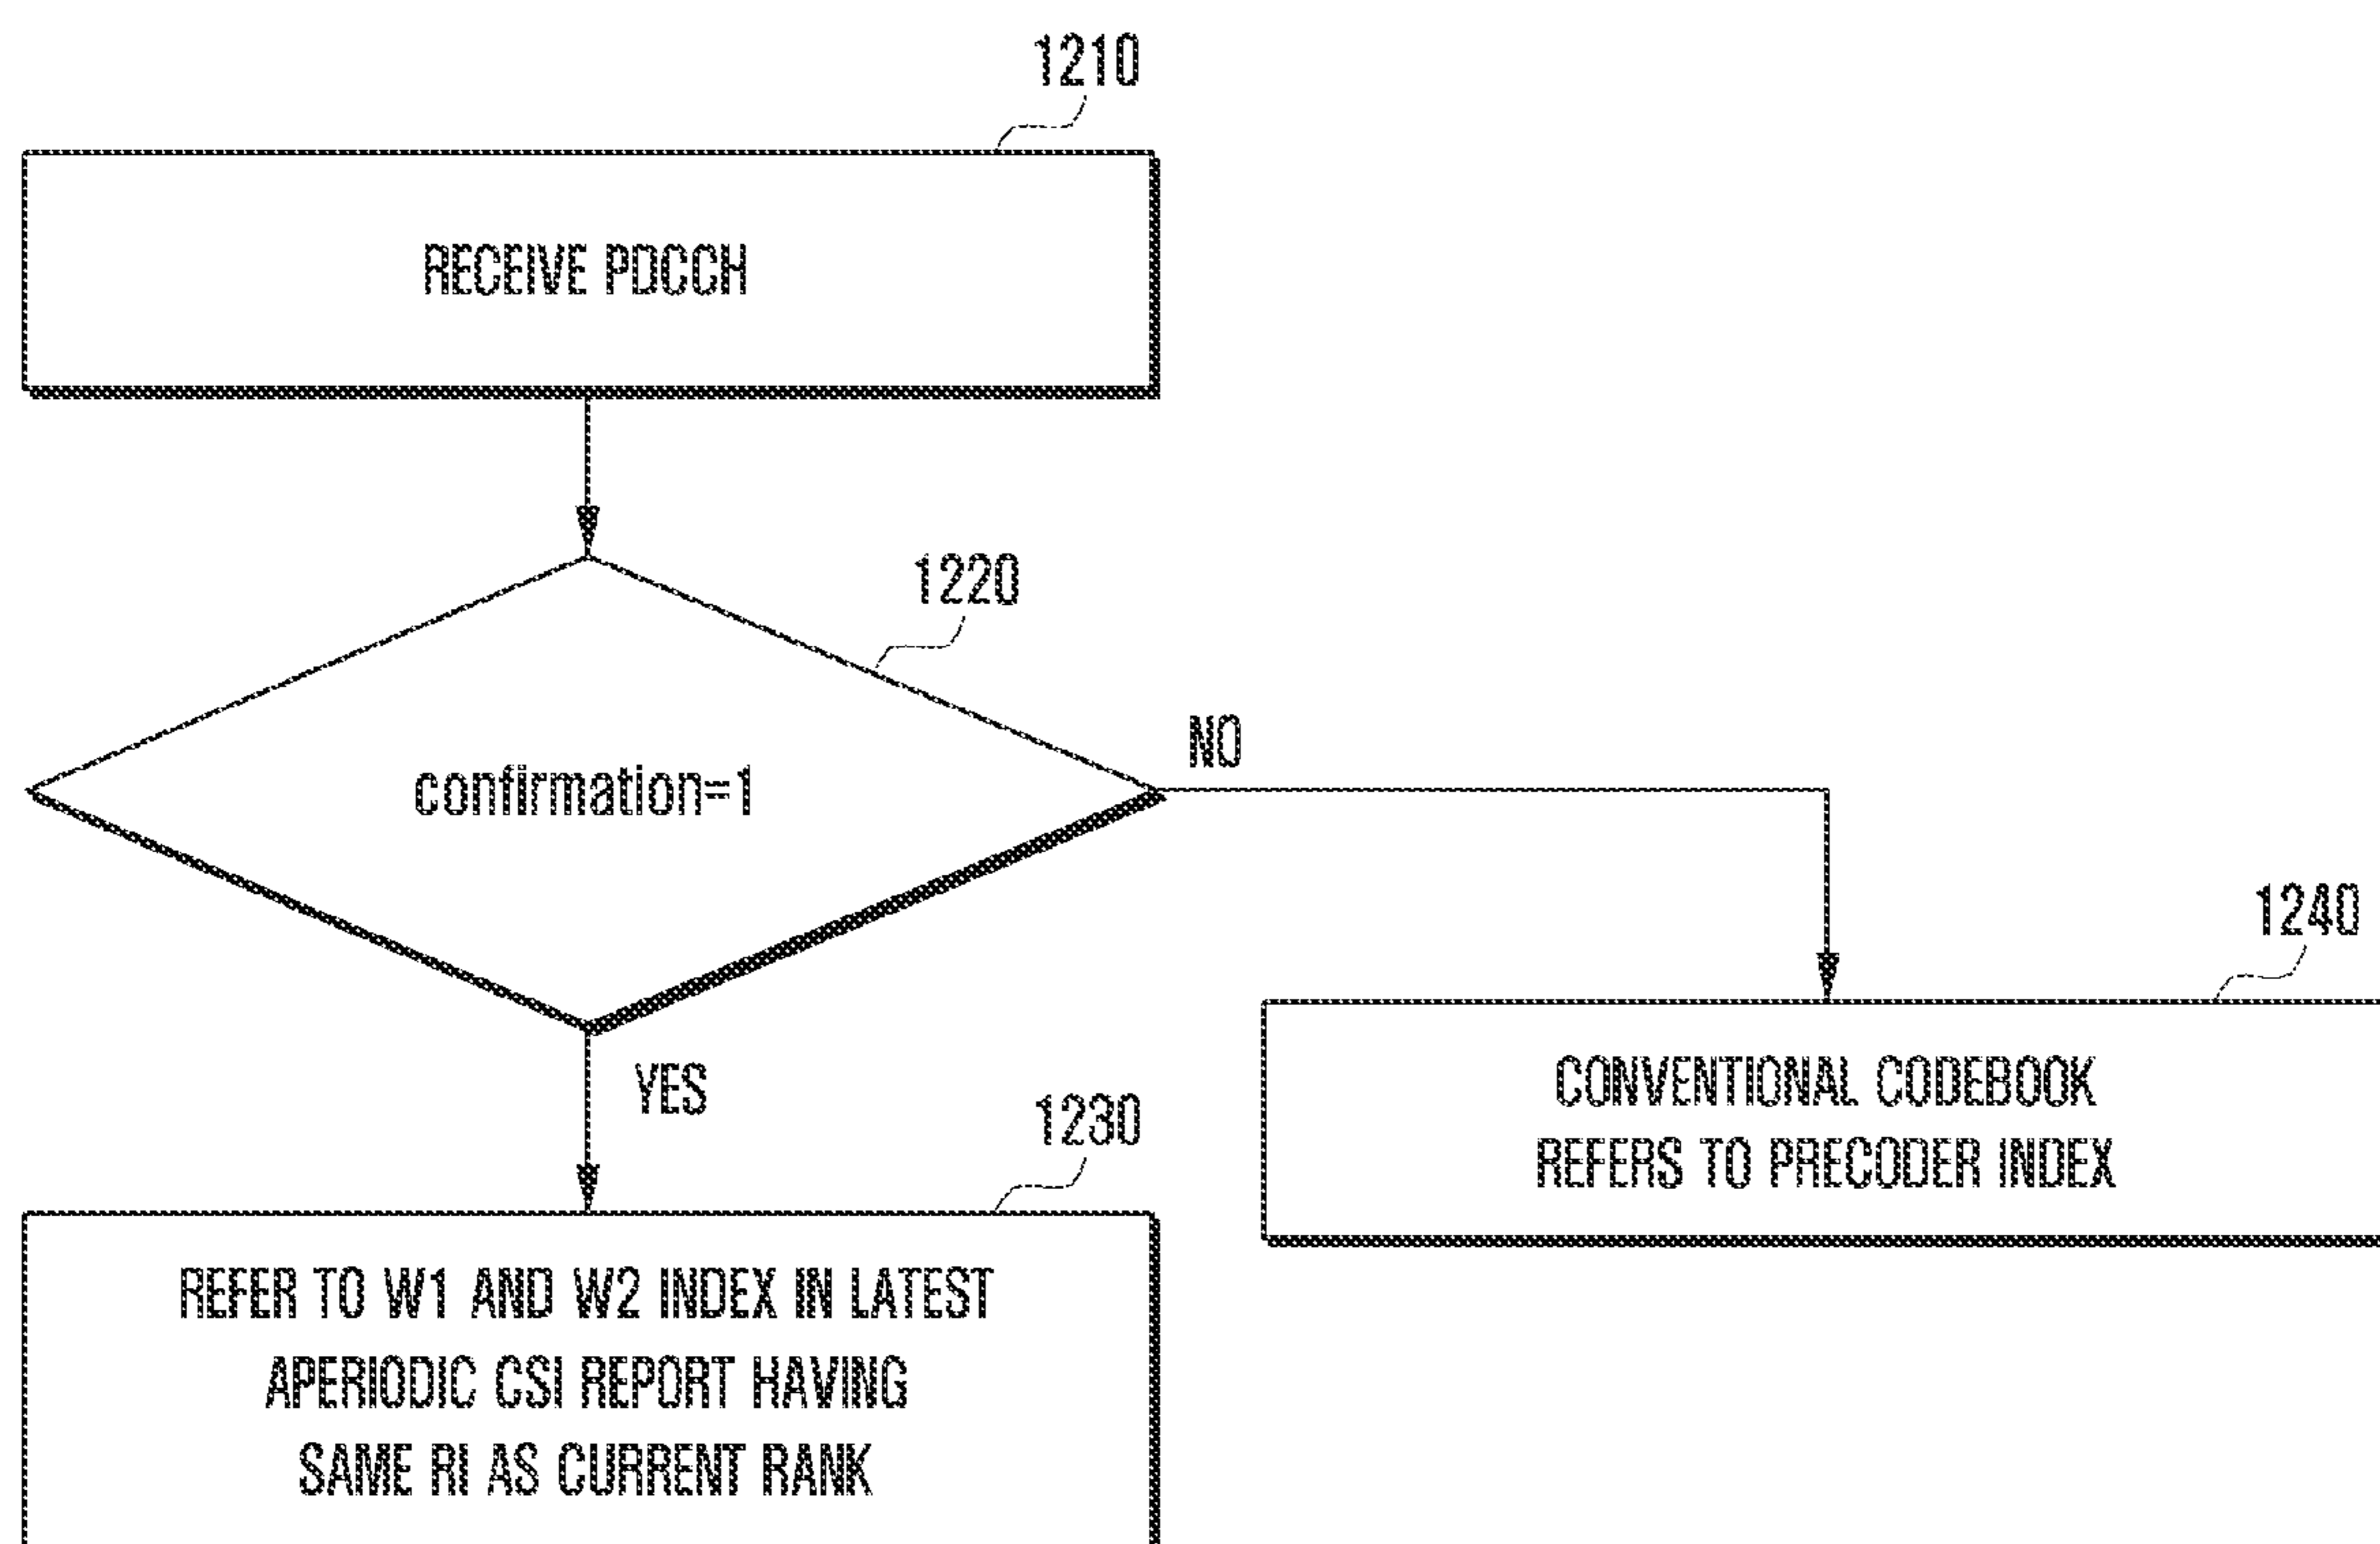 1210
RECEIVE PDCCH
1220
confirmation=1
NO
YES
1240
CONVENTIONAL CODEBOOK
REFERS TO PRECODER INDEX
1230
REFER TO W1 AND W2 INDEX IN LATEST
APERIODIC CSI REPORT HAVING
SAME RI AS CURRENT RANK